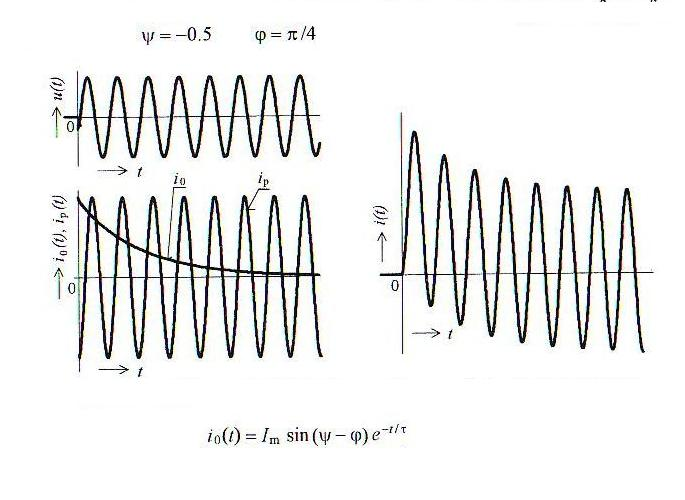 ψ = −0.5 φ = π/4
u(t)
0
t
i₀ iₚ
i₀(t), iₚ(t)
0
t
i(t)
0
t
i₀(t) = Iₘ sin (ψ − φ) e^−t/τ